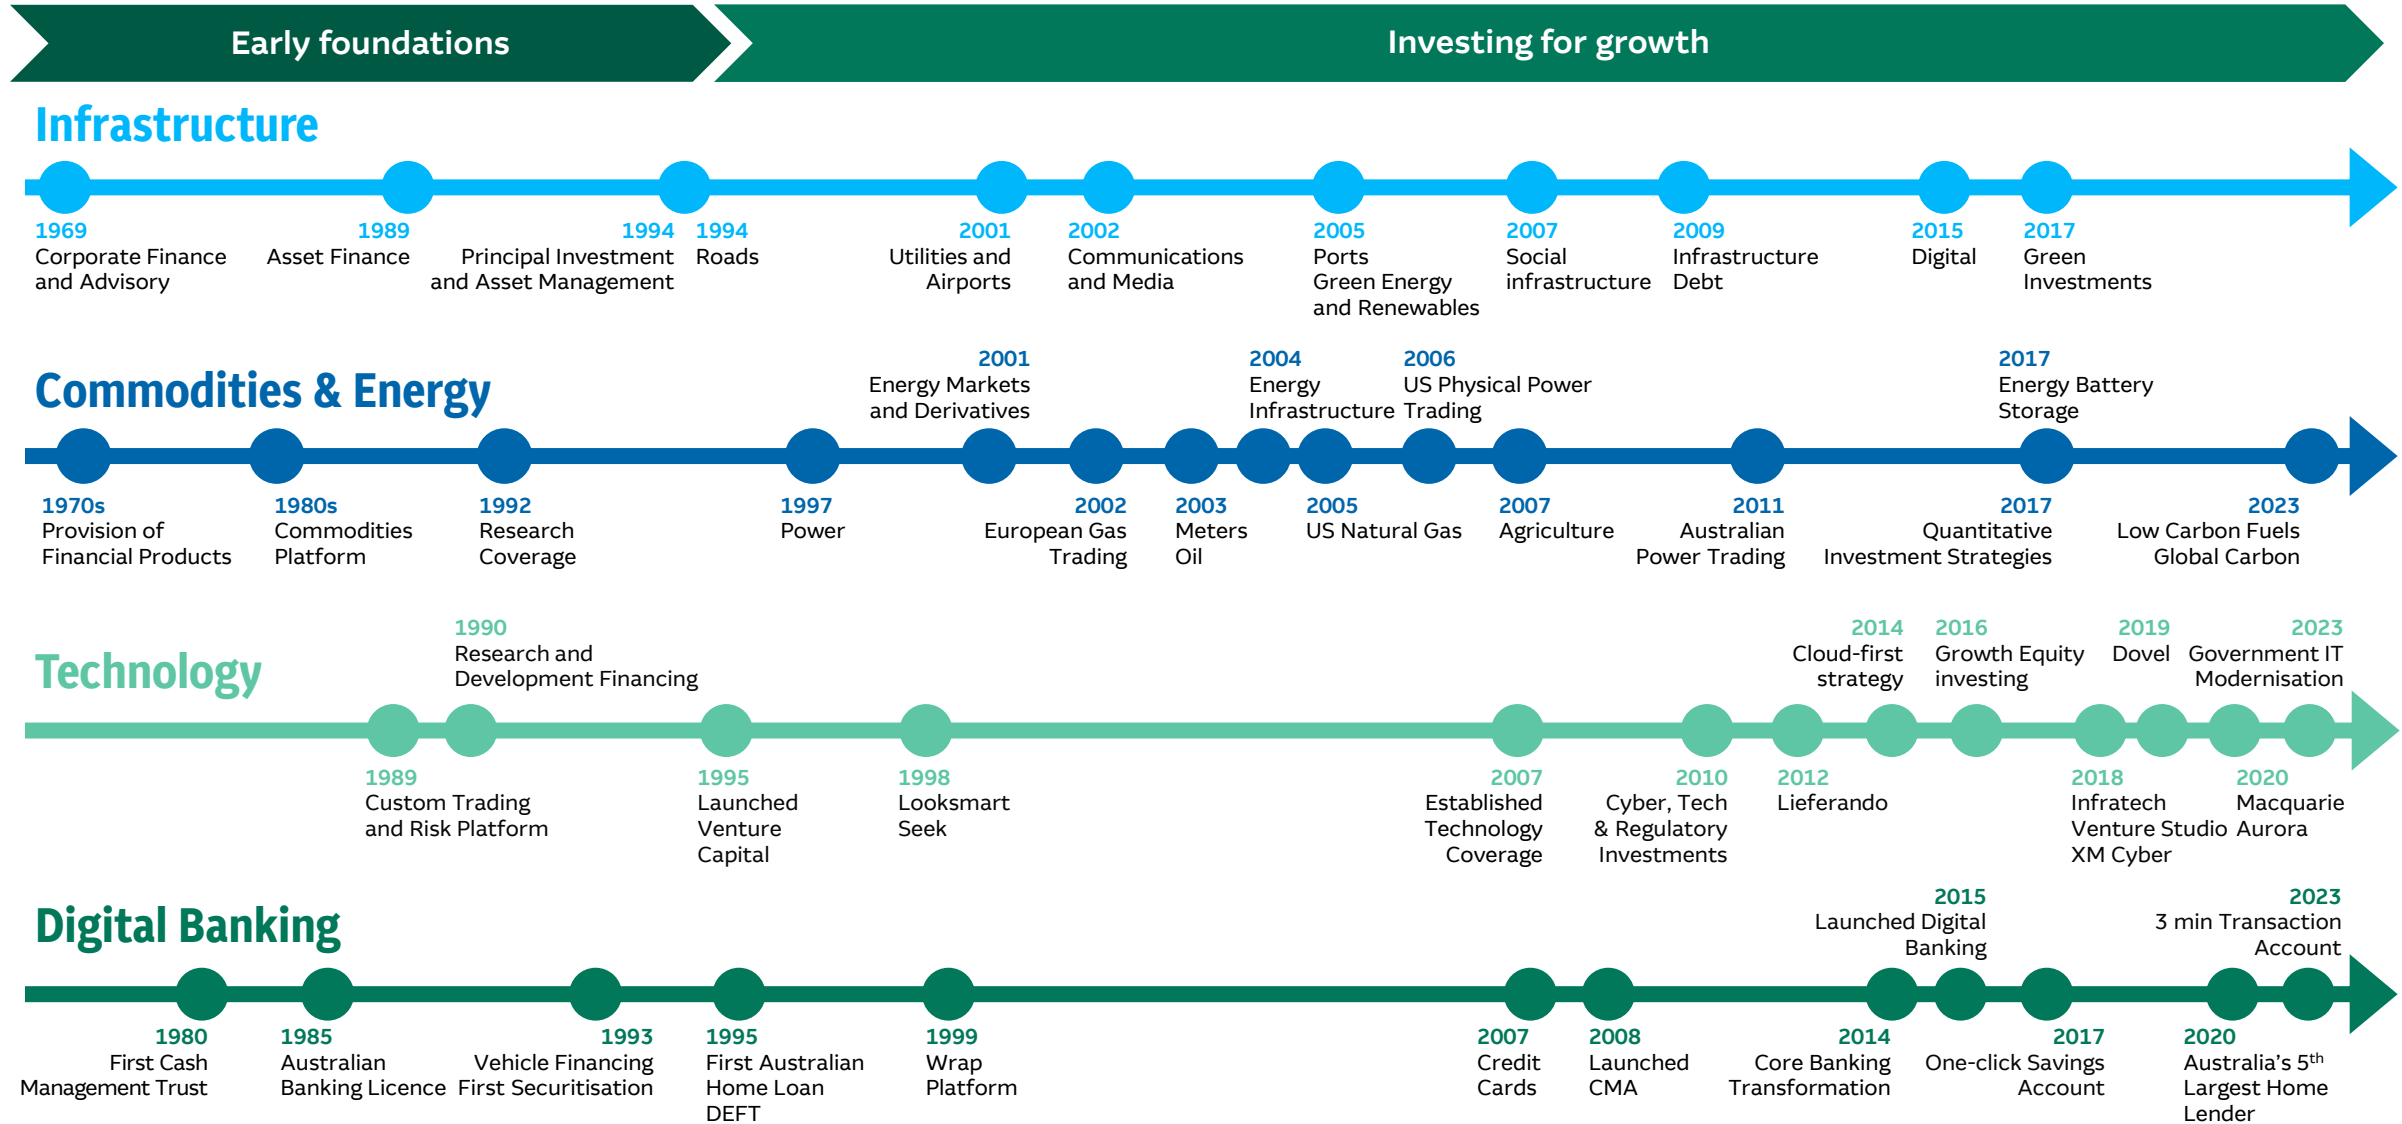 Early foundations
Investing for growth
Infrastructure
1969
Corporate Finance
and Advisory
1989
Asset Finance
1994
Principal Investment
and Asset Management
1994
Roads
2001
Utilities and
Airports
2002
Communications
and Media
2005
Ports
Green Energy
and Renewables
2007
Social
infrastructure
2009
Infrastructure
Debt
2015
Digital
2017
Green
Investments
Commodities & Energy
2001
Energy Markets
and Derivatives
2004
Energy
Infrastructure
2006
US Physical Power
Trading
2017
Energy Battery
Storage
1970s
Provision of
Financial Products
1980s
Commodities
Platform
1992
Research
Coverage
1997
Power
2002
European Gas
Trading
2003
Meters
Oil
2005
US Natural Gas
2007
Agriculture
2011
Australian
Power Trading
2017
Quantitative
Investment Strategies
2023
Low Carbon Fuels
Global Carbon
Technology
1990
Research and
Development Financing
2014
Cloud-first
strategy
2016
Growth Equity
investing
2019
Dovel
2023
Government IT
Modernisation
1989
Custom Trading
and Risk Platform
1995
Launched
Venture
Capital
1998
Looksmart
Seek
2007
Established
Technology
Coverage
2010
Cyber, Tech
& Regulatory
Investments
2012
Lieferando
2018
Infratech
Venture Studio
XM Cyber
2020
Macquarie
Aurora
Digital Banking
2015
Launched Digital
Banking
2023
3 min Transaction
Account
1980
First Cash
Management Trust
1985
Australian
Banking Licence
1993
Vehicle Financing
First Securitisation
1995
First Australian
Home Loan
DEFT
1999
Wrap
Platform
2007
Credit
Cards
2008
Launched
CMA
2014
Core Banking
Transformation
2017
One-click Savings
Account
2020
Australia’s 5th
Largest Home
Lender